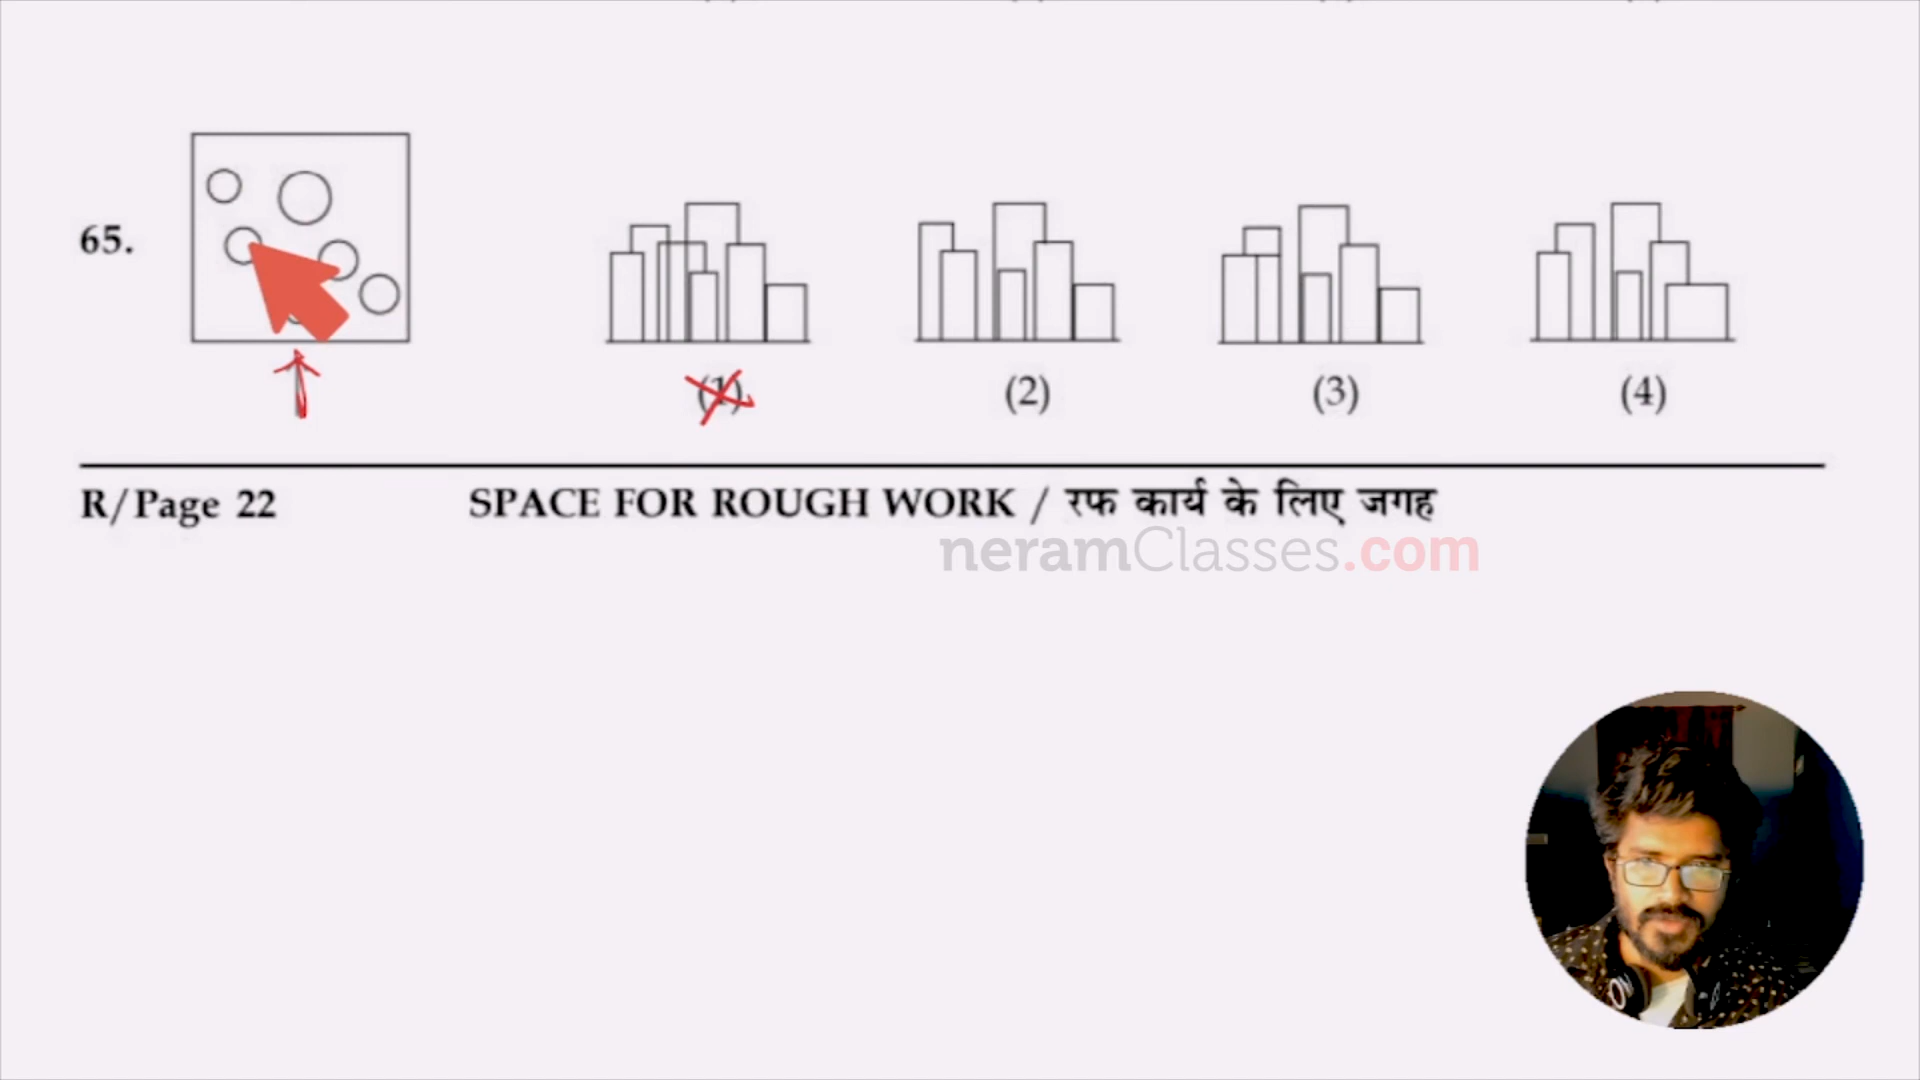 65.
(1) (2) (3) (4)
R/Page 22 SPACE FOR ROUGH WORK / रफ कार्य के लिए जगह
neramClasses.com